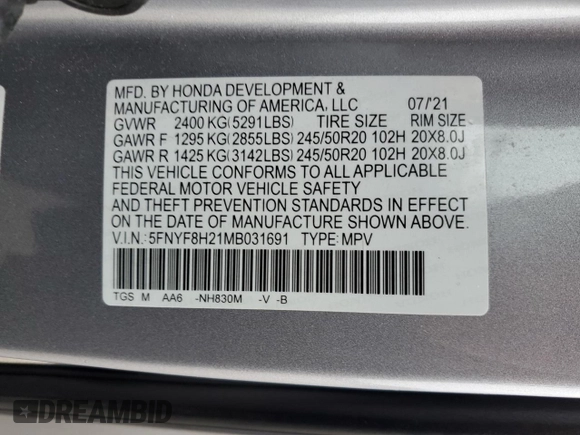 MFD. BY HONDA DEVELOPMENT &
MANUFACTURING OF AMERICA, LLC 07/'21
GVWR 2400 KG(5291LBS) TIRE SIZE RIM SIZE
GAWR F 1295 KG(2855LBS) 245/50R20 102H 20X8.0J
GAWR R 1425 KG(3142LBS) 245/50R20 102H 20X8.0J
THIS VEHICLE CONFORMS TO ALL APPLICABLE
FEDERAL MOTOR VEHICLE SAFETY
AND THEFT PREVENTION STANDARDS IN EFFECT
ON THE DATE OF MANUFACTURE SHOWN ABOVE.
V.I.N.:5FNYF8H21MB031691 TYPE:MPV
TGS M AA6 -NH830M -V -B
DREAMBID